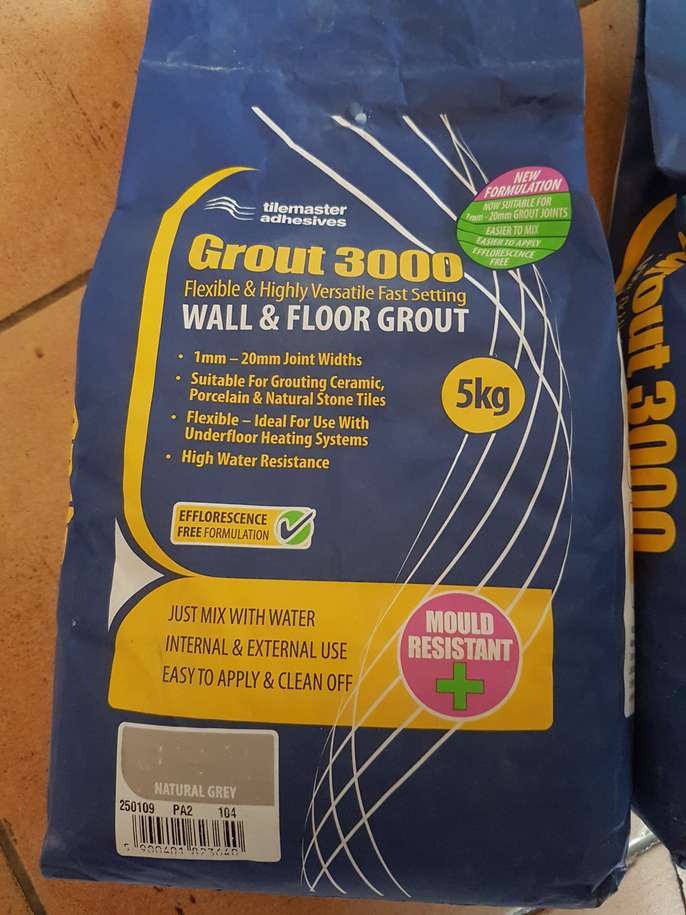 tilemaster
adhesives
Grout 3000
Flexible & Highly Versatile Fast Setting
WALL & FLOOR GROUT
NEW
FORMULATION
NOW SUITABLE FOR
1mm - 20mm GROUT JOINTS
EASIER TO MIX
EASIER TO APPLY
EFFLORESCENCE
FREE
• 1mm – 20mm Joint Widths
• Suitable For Grouting Ceramic,
Porcelain & Natural Stone Tiles
• Flexible – Ideal For Use With
Underfloor Heating Systems
• High Water Resistance
5kg
EFFLORESCENCE
FREE FORMULATION
JUST MIX WITH WATER
INTERNAL & EXTERNAL USE
EASY TO APPLY & CLEAN OFF
MOULD
RESISTANT
NATURAL GREY
250109 PA2 104
rout 3000